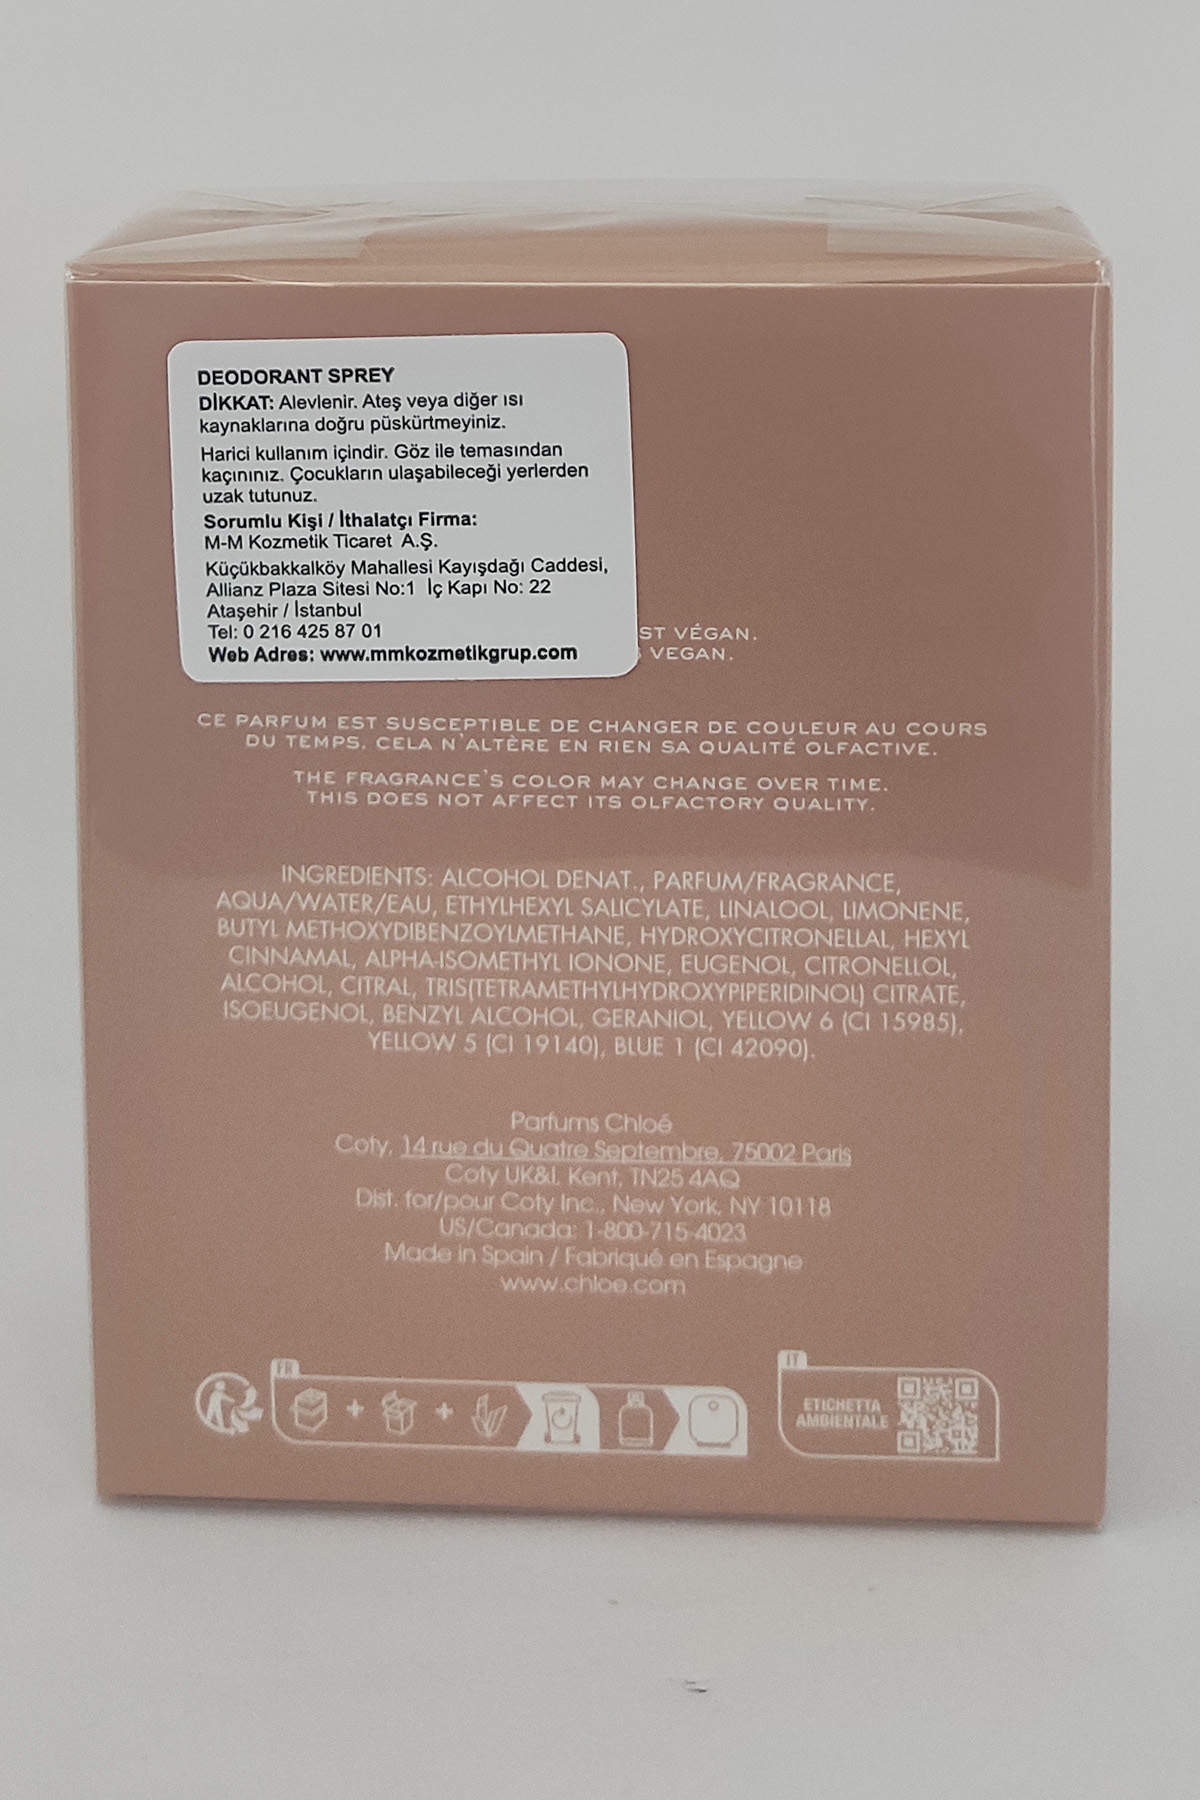 DEODORANT SPREY
DİKKAT: Alevlenir. Ateş veya diğer ısı
kaynaklarına doğru püskürtmeyiniz.
Harici kullanım içindir. Göz ile temasından
kaçınınız. Çocukların ulaşabileceği yerlerden
uzak tutunuz.
Sorumlu Kişi / İthalatçı Firma:
M-M Kozmetik Ticaret A.Ş.
Küçükbakkalköy Mahallesi Kayışdağı Caddesi,
Allianz Plaza Sitesi No:1 İç Kapı No: 22
Ataşehir / İstanbul
Tel: 0 216 425 87 01
Web Adres: www.mmkozmetikgrup.com
ST VÉGAN.
VEGAN.
CE PARFUM EST SUSCEPTIBLE DE CHANGER DE COULEUR AU COURS
DU TEMPS. CELA N'ALTÈRE EN RIEN SA QUALITÉ OLFACTIVE.
THE FRAGRANCE'S COLOR MAY CHANGE OVER TIME.
THIS DOES NOT AFFECT ITS OLFACTORY QUALITY.
INGREDIENTS: ALCOHOL DENAT., PARFUM/FRAGRANCE,
AQUA/WATER/EAU, ETHYLHEXYL SALICYLATE, LINALOOL, LIMONENE,
BUTYL METHOXYDIBENZOYLMETHANE, HYDROXYCITRONELLAL, HEXYL
CINNAMAL, ALPHA-ISOMETHYL IONONE, EUGENOL, CITRONELLOL,
ALCOHOL, CITRAL, TRIS(TETRAMETHYLHYDROXYPIPERIDINOL) CITRATE,
ISOEUGENOL, BENZYL ALCOHOL, GERANIOL, YELLOW 6 (CI 15985),
YELLOW 5 (CI 19140), BLUE 1 (CI 42090).
Parfums Chloé
Coty, 14 rue du Quatre Septembre, 75002 Paris
Coty UK&I, Kent, TN25 4AQ
Dist. for/pour Coty Inc., New York, NY 10118
US/Canada: 1-800-715-4023
Made in Spain / Fabriqué en Espagne
www.chloe.com
FR
IT
ETICHETTA
AMBIENTALE